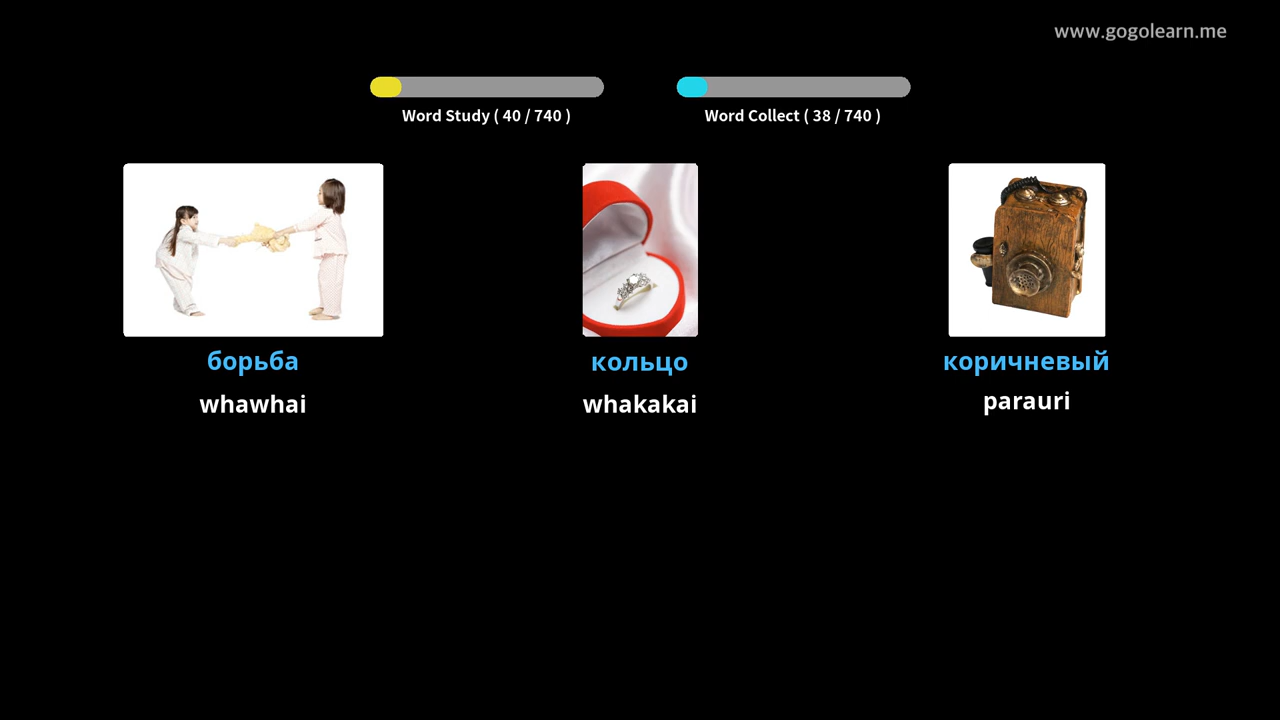 www.gogolearn.me
Word Study ( 40 / 740 )
Word Collect ( 38 / 740 )
борьба
кольцо
коричневый
whawhai
whakakai
parauri